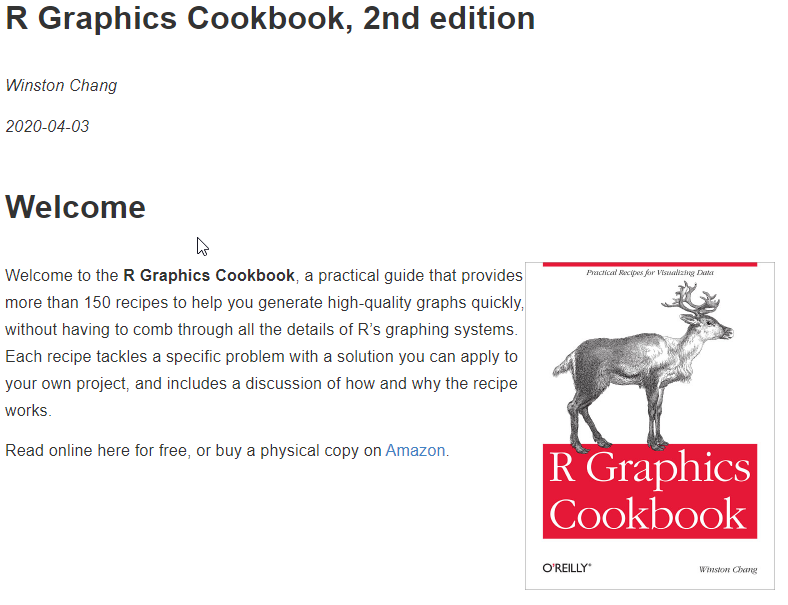 R Graphics Cookbook, 2nd edition
Winston Chang
2020-04-03
Welcome
Welcome to the R Graphics Cookbook, a practical guide that provides
more than 150 recipes to help you generate high-quality graphs quickly,
without having to comb through all the details of R’s graphing systems.
Each recipe tackles a specific problem with a solution you can apply to
your own project, and includes a discussion of how and why the recipe
works.
Read online here for free, or buy a physical copy on Amazon.
Practical Recipes for Visualizing Data
R Graphics
Cookbook
O'REILLY®
Winston Chang